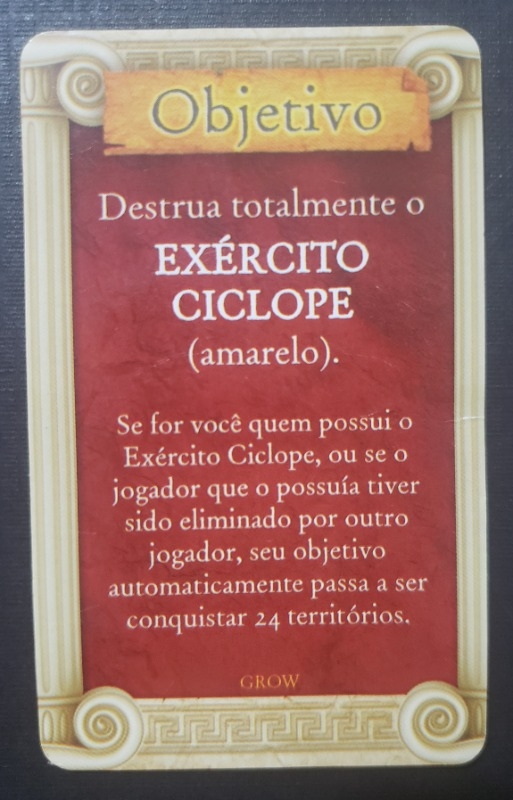 Objetivo
Destrua totalmente o
EXÉRCITO
CICLOPE
(amarelo).
Se for você quem possui o
Exército Ciclope, ou se o
jogador que o possuía tiver
sido eliminado por outro
jogador, seu objetivo
automaticamente passa a ser
conquistar 24 territórios.
GROW